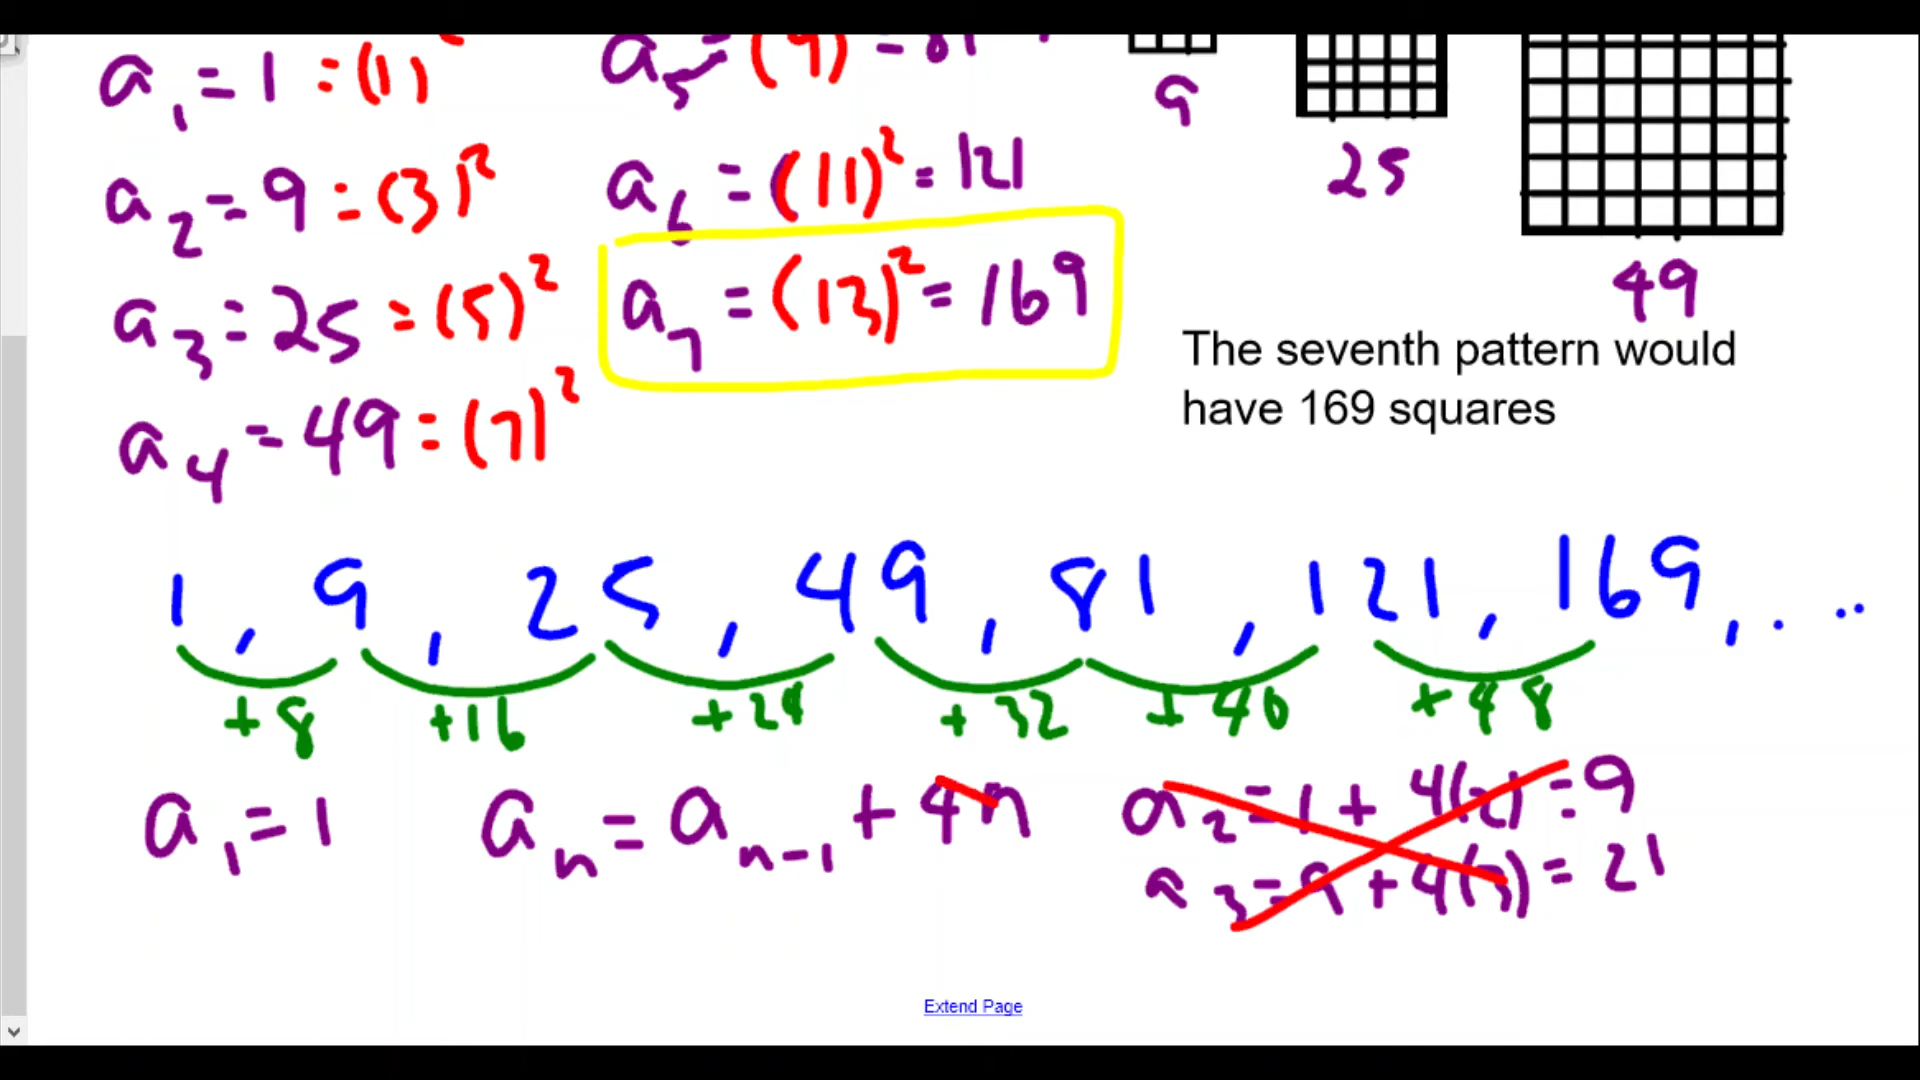 a₁ = 1 = (1)²
a₂ = 9 = (3)²
a₃ = 25 = (5)²
a₄ = 49 = (7)²
a₅ = (9) = 81
a₆ = (11)² = 121
a₇ = (13)² = 169
9
25
49
The seventh pattern would
have 169 squares
1, 9, 25, 49, 81, 121, 169, ...
+8 +16 +24 +32 +40 +48
a₁ = 1 aₙ = aₙ₋₁ + 4n a₂ = 1 + 4(2) = 9
a₃ = 9 + 4(3) = 21
Extend Page